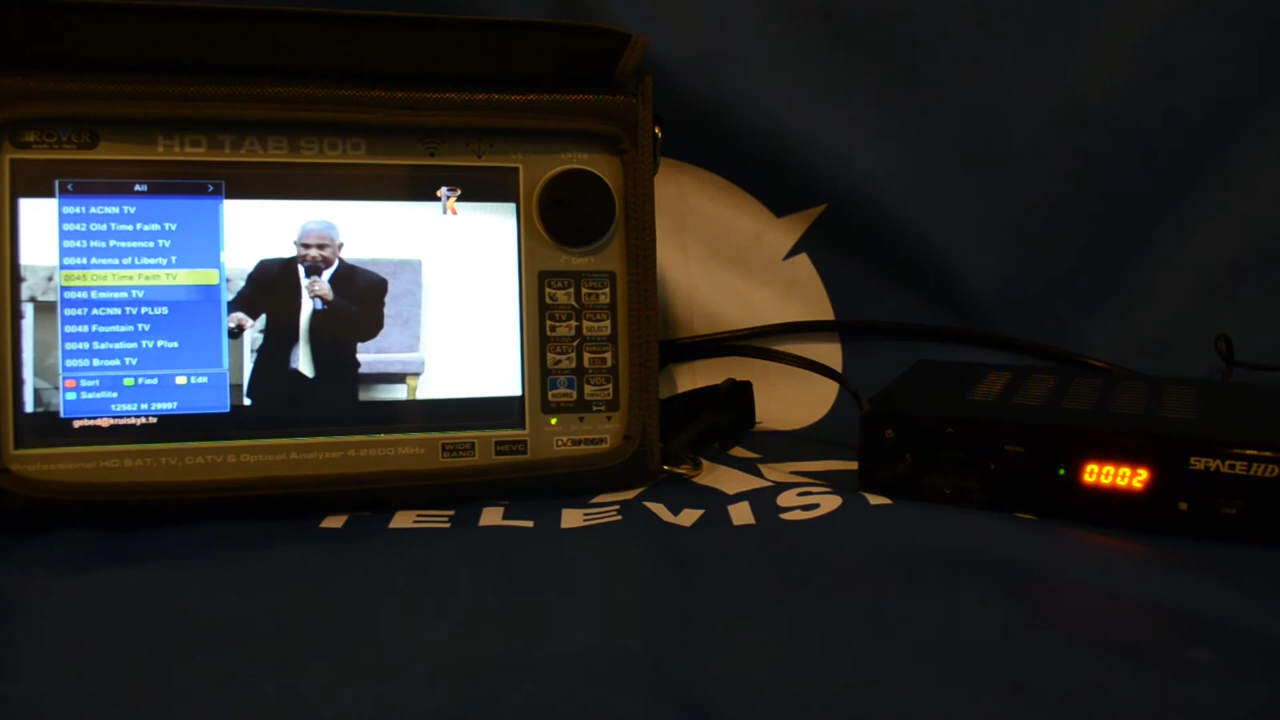 ROVER
HD TAB 900
ENTER
All
0041 ACNN TV
0042 Old Time Faith TV
0043 His Presence TV
0044 Arena of Liberty T
0045 Old Time Faith TV
0046 Emirem TV
0047 ACNN TV PLUS
0048 Fountain TV
0049 Salvation TV Plus
0050 Brook TV
Sort
Find
Edit
Satellite
12562 H 29997
gebed@kruiskyk.tv
SAT
SPECT
TV
PLAN
SELECT
CATV
HOME
VOL
WIDE
BAND
HEVC
Professional HD SAT, TV, CATV & Optical Analyzer 4-2600 MHz
TELEVIS
0002
SPACE HD